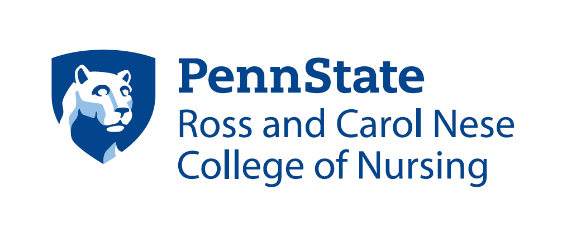 PennState
Ross and Carol Nese
College of Nursing